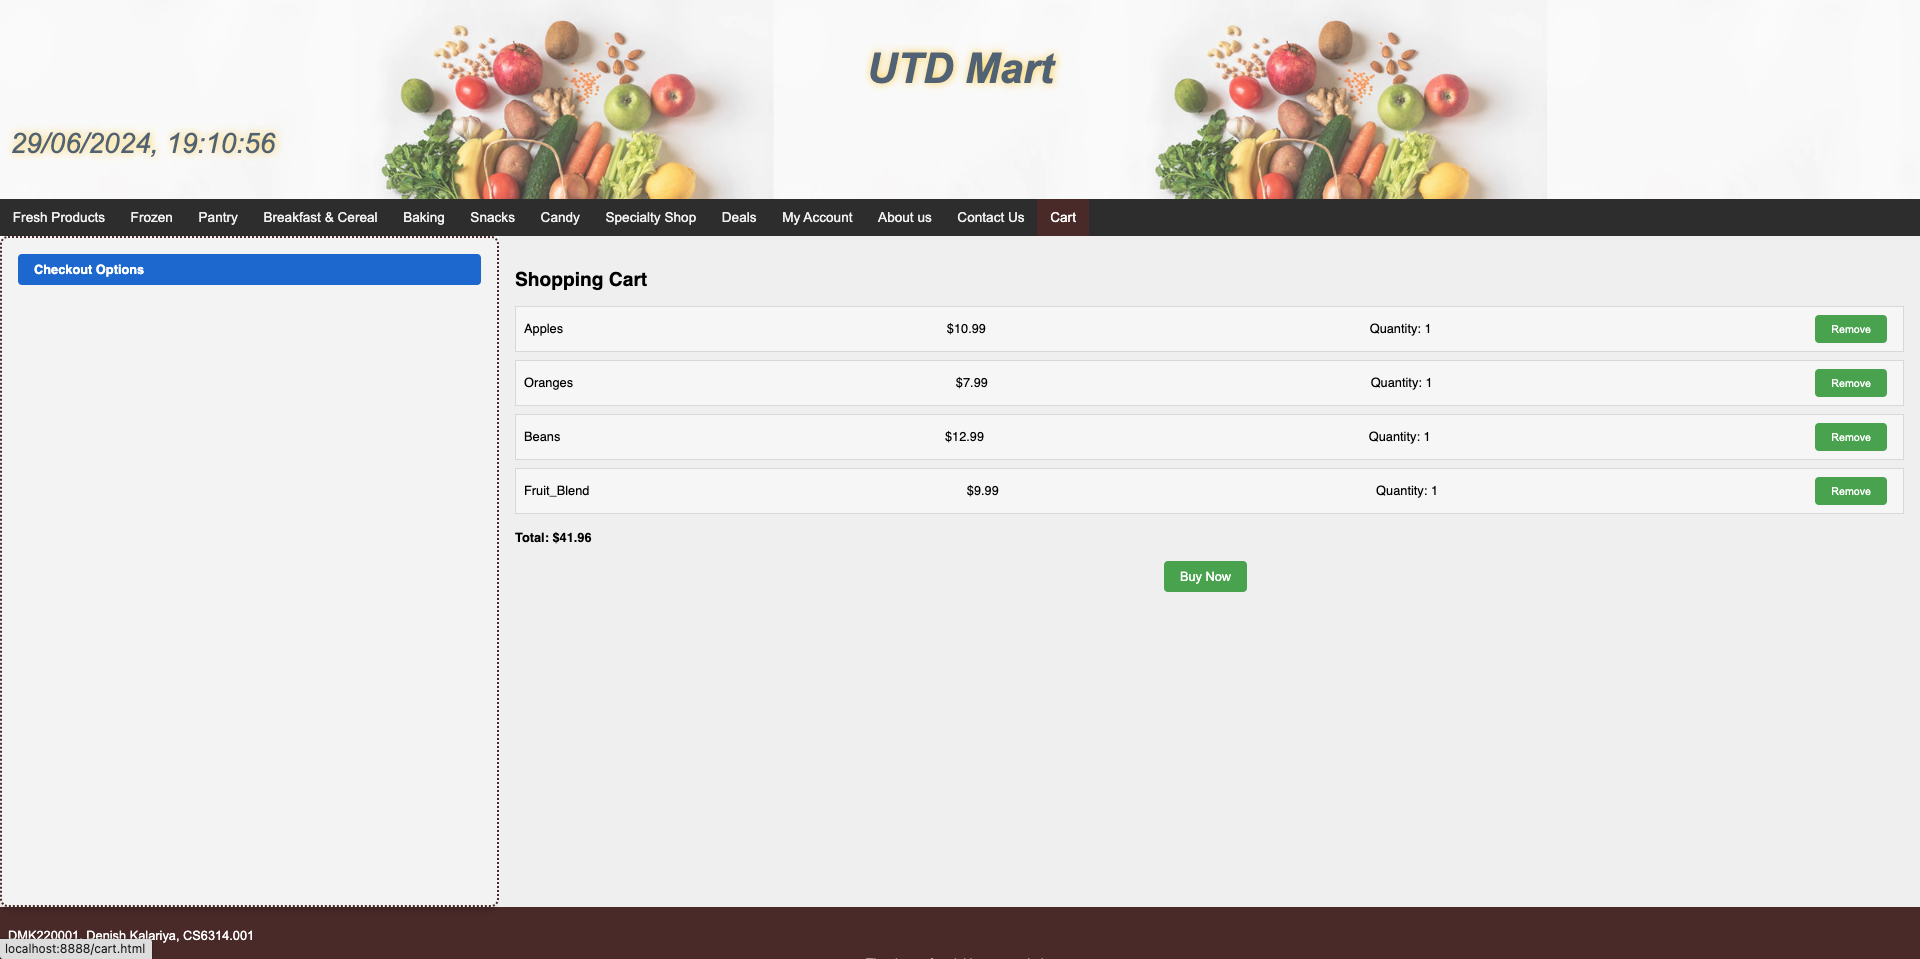 UTD Mart
29/06/2024, 19:10:56
Fresh Products Frozen Pantry Breakfast & Cereal Baking Snacks Candy Specialty Shop Deals My Account About us Contact Us Cart
Checkout Options
Shopping Cart
Apples $10.99 Quantity: 1 Remove
Oranges $7.99 Quantity: 1 Remove
Beans $12.99 Quantity: 1 Remove
Fruit_Blend $9.99 Quantity: 1 Remove
Total: $41.96
Buy Now
DMK220001, Denish Kalariya, CS6314.001
localhost:8888/cart.html